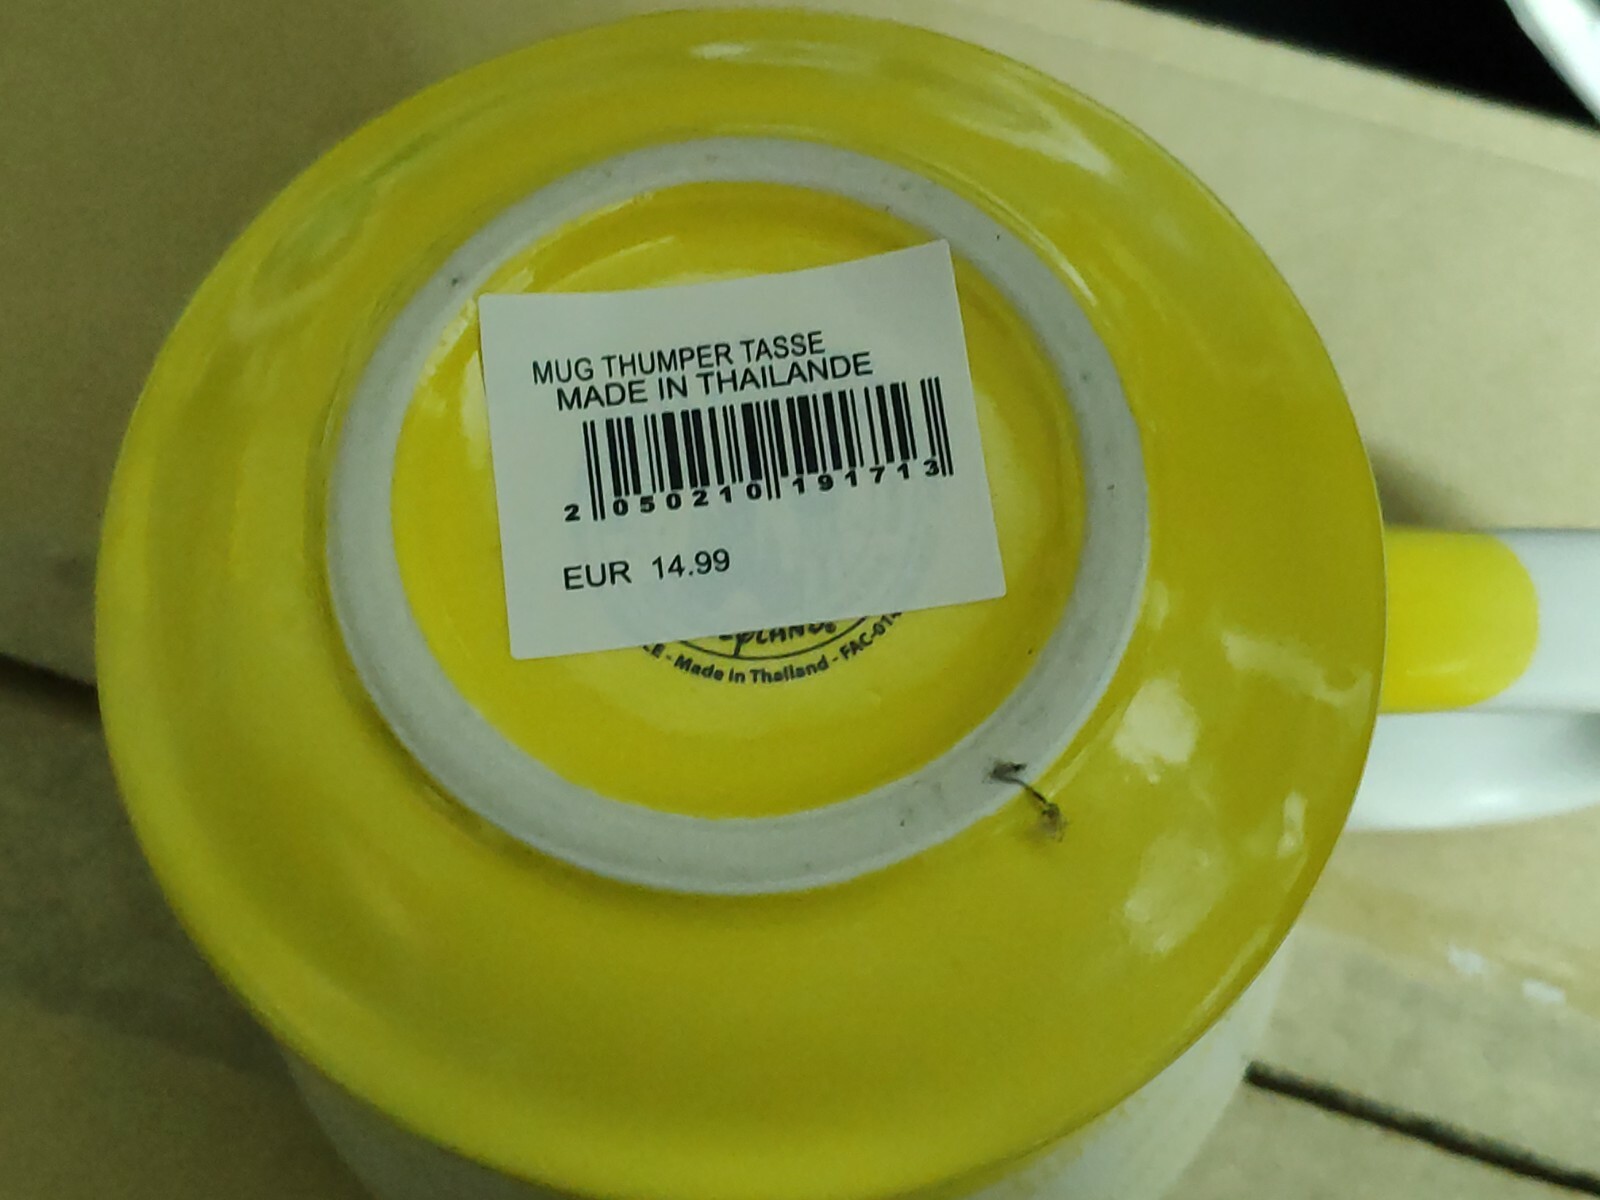 MUG THUMPER TASSE
MADE IN THAILANDE
2 050210 191713
EUR 14.99
Made in Thailand -